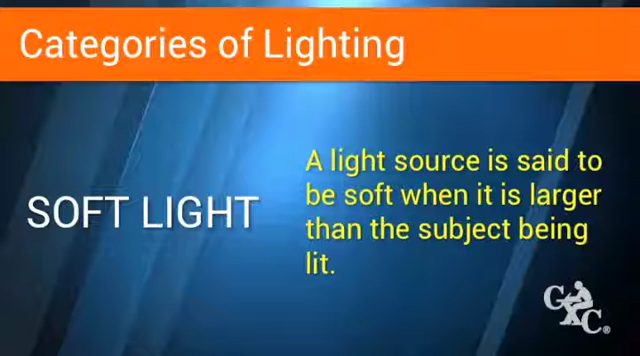 Categories of Lighting
SOFT LIGHT
A light source is said to
be soft when it is larger
than the subject being
lit.
CXC®